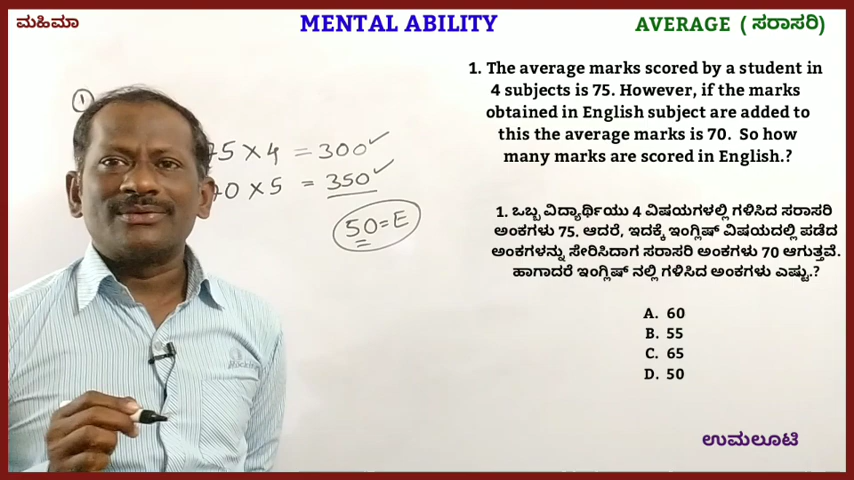 ಮಹಿಮಾ
MENTAL ABILITY
AVERAGE ( ಸರಾಸರಿ)
1. The average marks scored by a student in
4 subjects is 75. However, if the marks
obtained in English subject are added to
this the average marks is 70. So how
many marks are scored in English.?
1. ಒಬ್ಬ ವಿದ್ಯಾರ್ಥಿಯು 4 ವಿಷಯಗಳಲ್ಲಿ ಗಳಿಸಿದ ಸರಾಸರಿ
ಅಂಕಗಳು 75. ಆದರೆ, ಇದಕ್ಕೆ ಇಂಗ್ಲಿಷ್ ವಿಷಯದಲ್ಲಿ ಪಡೆದ
ಅಂಕಗಳನ್ನು ಸೇರಿಸಿದಾಗ ಸರಾಸರಿ ಅಂಕಗಳು 70 ಆಗುತ್ತವೆ.
ಹಾಗಾದರೆ ಇಂಗ್ಲಿಷ್ ನಲ್ಲಿ ಗಳಿಸಿದ ಅಂಕಗಳು ಎಷ್ಟು.?
A. 60
B. 55
C. 65
D. 50
ಉಮಲೂಟಿ
1
75 × 4 = 300
70 × 5 = 350
50 = E